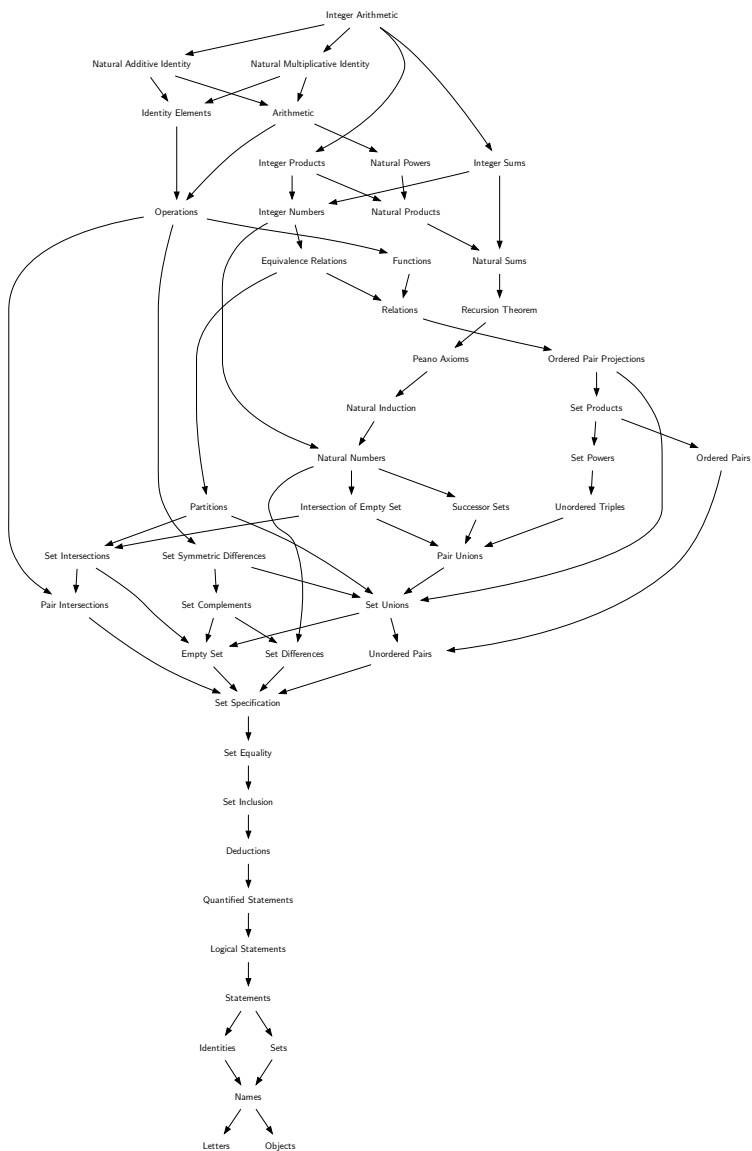 Integer Arithmetic
Natural Additive Identity
Natural Multiplicative Identity
Identity Elements
Arithmetic
Integer Products
Natural Powers
Integer Sums
Operations
Integer Numbers
Natural Products
Equivalence Relations
Functions
Natural Sums
Relations
Recursion Theorem
Peano Axioms
Ordered Pair Projections
Natural Induction
Set Products
Natural Numbers
Set Powers
Ordered Pairs
Partitions
Intersection of Empty Set
Successor Sets
Unordered Triples
Set Intersections
Set Symmetric Differences
Pair Unions
Pair Intersections
Set Complements
Set Unions
Empty Set
Set Differences
Unordered Pairs
Set Specification
Set Equality
Set Inclusion
Deductions
Quantified Statements
Logical Statements
Statements
Identities
Sets
Names
Letters
Objects